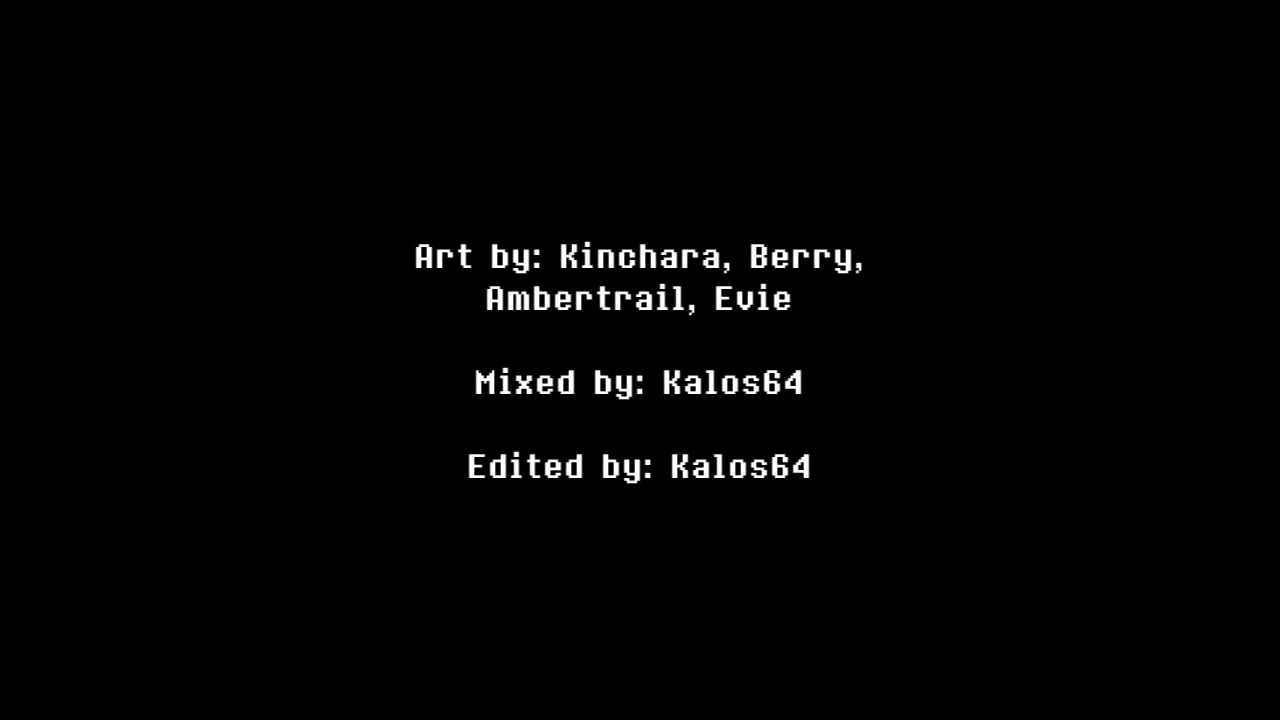 Art by: Kinchara, Berry,
Ambertrail, Evie
Mixed by: Kalos64
Edited by: Kalos64